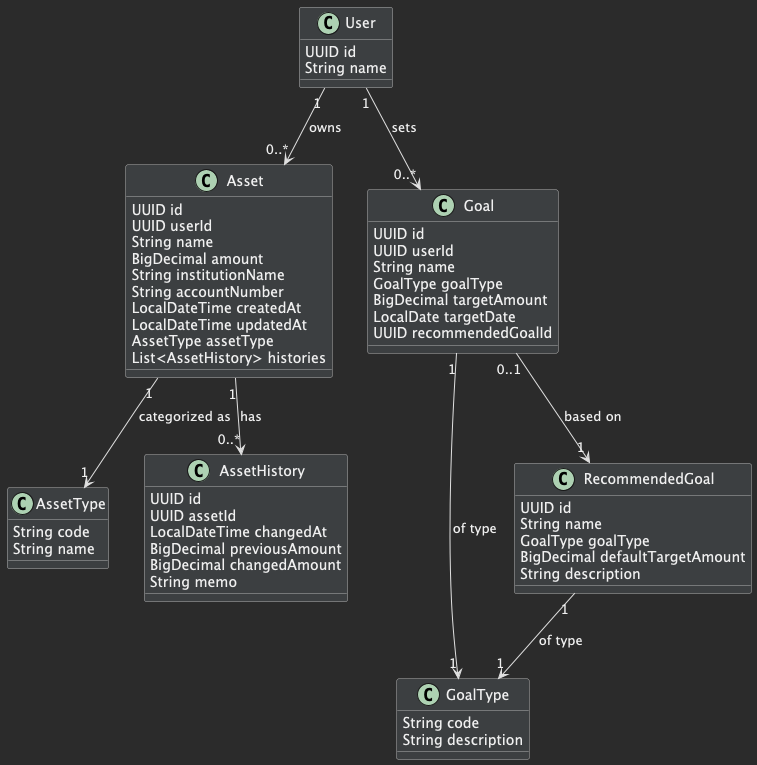 C User
UUID id
String name
1
1
owns
sets
0..*
0..*
C Asset
UUID id
UUID userId
String name
BigDecimal amount
String institutionName
String accountNumber
LocalDateTime createdAt
LocalDateTime updatedAt
AssetType assetType
List<AssetHistory> histories
C Goal
UUID id
UUID userId
String name
GoalType goalType
BigDecimal targetAmount
LocalDate targetDate
UUID recommendedGoalId
1
1
categorized as
has
1
0..*
1
0..1
based on
1
C AssetType
String code
String name
C AssetHistory
UUID id
UUID assetId
LocalDateTime changedAt
BigDecimal previousAmount
BigDecimal changedAmount
String memo
of type
C RecommendedGoal
UUID id
String name
GoalType goalType
BigDecimal defaultTargetAmount
String description
1
of type
1
1
C GoalType
String code
String description